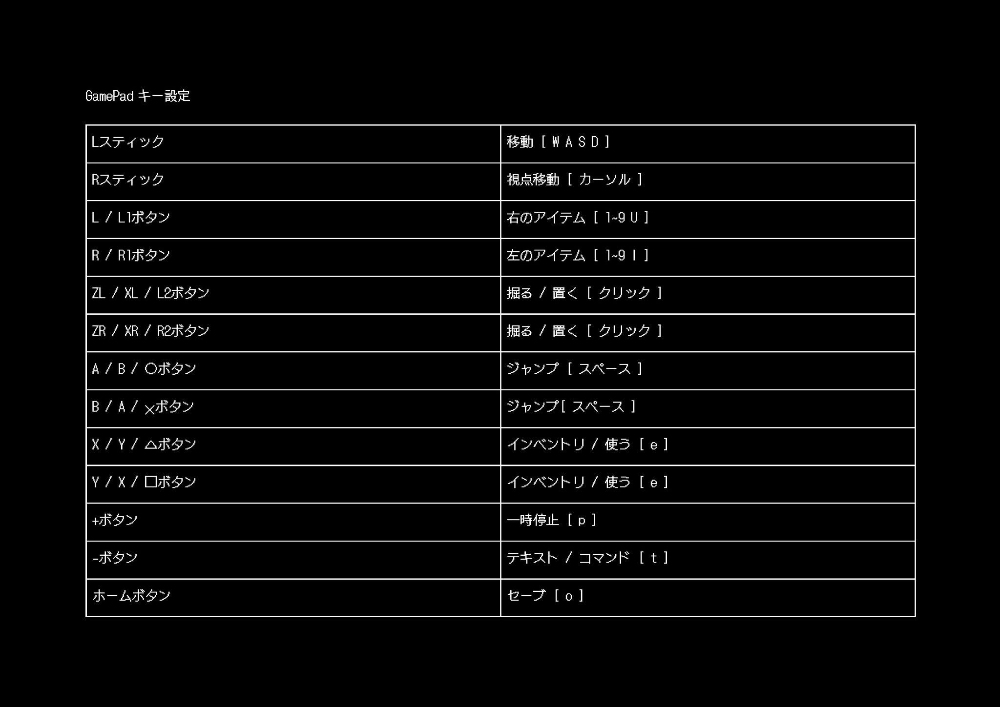 GamePad キー設定
Lスティック 移動 [ W A S D ]
Rスティック 視点移動 [ カーソル ]
L / L1ボタン 右のアイテム [ 1~9 U ]
R / R1ボタン 左のアイテム [ 1~9 I ]
ZL / XL / L2ボタン 掘る / 置く [ クリック ]
ZR / XR / R2ボタン 掘る / 置く [ クリック ]
A / B / ○ボタン ジャンプ [ スペース ]
B / A / ×ボタン ジャンプ[ スペース ]
X / Y / △ボタン インベントリ / 使う [ e ]
Y / X / □ボタン インベントリ / 使う [ e ]
+ボタン 一時停止 [ p ]
-ボタン テキスト / コマンド [ t ]
ホームボタン セーブ [ o ]